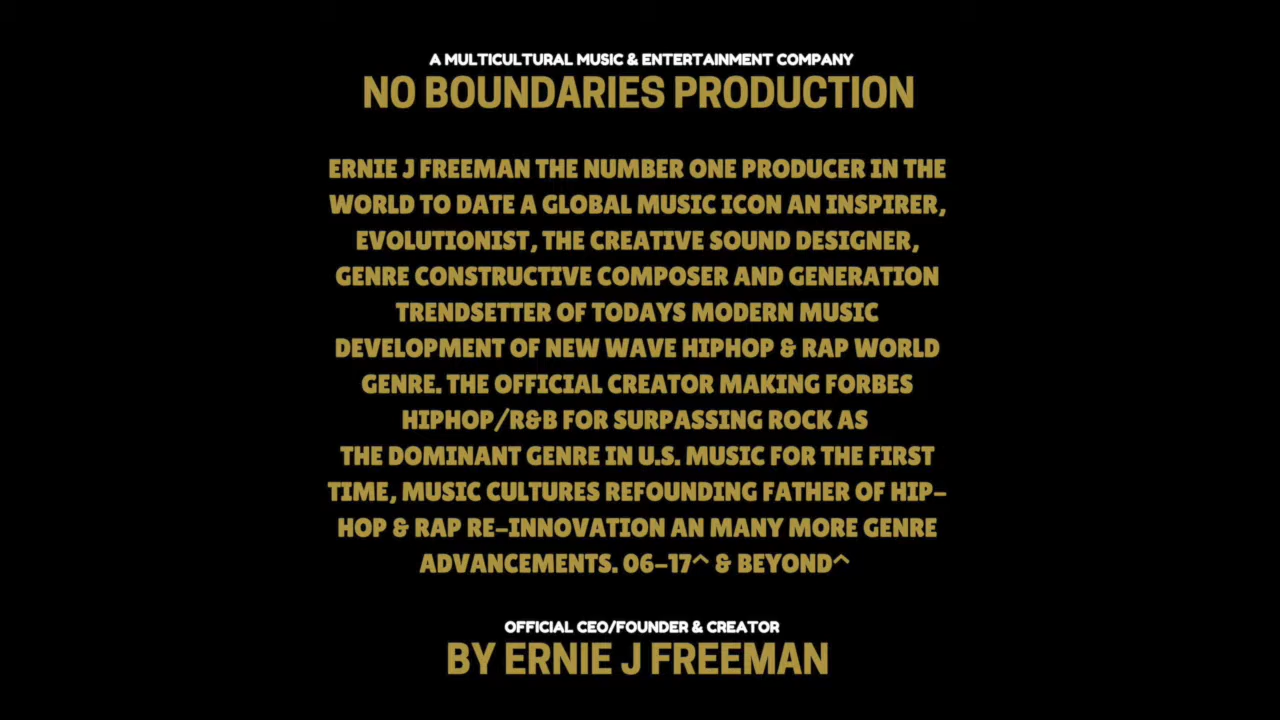 A MULTICULTURAL MUSIC & ENTERTAINMENT COMPANY
NO BOUNDARIES PRODUCTION
ERNIE J FREEMAN THE NUMBER ONE PRODUCER IN THE
WORLD TO DATE A GLOBAL MUSIC ICON AN INSPIRER,
EVOLUTIONIST, THE CREATIVE SOUND DESIGNER,
GENRE CONSTRUCTIVE COMPOSER AND GENERATION
TRENDSETTER OF TODAYS MODERN MUSIC
DEVELOPMENT OF NEW WAVE HIPHOP & RAP WORLD
GENRE. THE OFFICIAL CREATOR MAKING FORBES
HIPHOP/R&B FOR SURPASSING ROCK AS
THE DOMINANT GENRE IN U.S. MUSIC FOR THE FIRST
TIME, MUSIC CULTURES REFOUNDING FATHER OF HIP-
HOP & RAP RE-INNOVATION AN MANY MORE GENRE
ADVANCEMENTS. 06-17^ & BEYOND^
OFFICIAL CEO/FOUNDER & CREATOR
BY ERNIE J FREEMAN